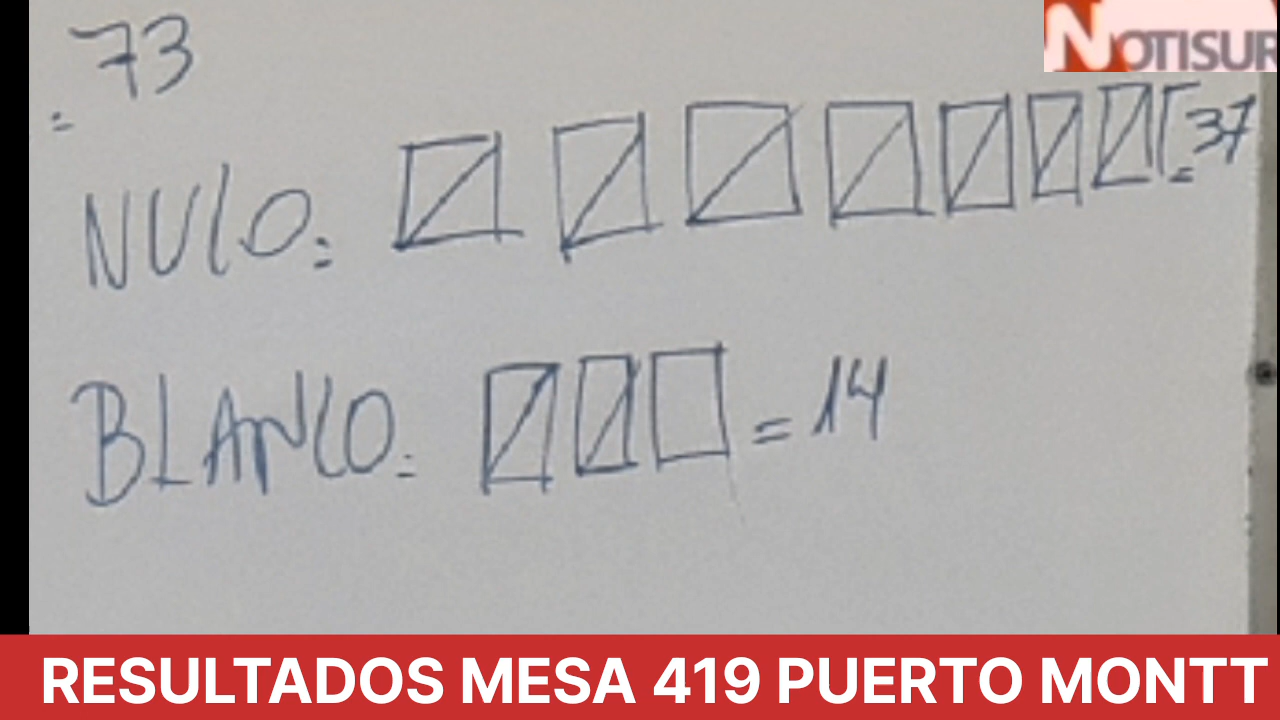 73
=
NOTISUR
NULO: = 37
BLANCO: = 14
RESULTADOS MESA 419 PUERTO MONTT